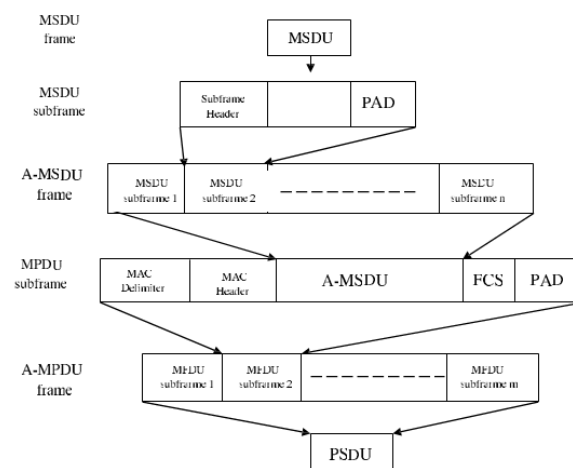 MSDU
frame
MSDU
MSDU
subframe
Subframe
Header
PAD
A-MSDU
frame
MSDU
subframe 1
MSDU
subframe 2
MSDU
subframe n
MPDU
subframe
MAC
Delimiter
MAC
Header
A-MSDU
FCS
PAD
A-MPDU
frame
MPDU
subframe 1
MPDU
subframe 2
MPDU
subframe m
PSDU